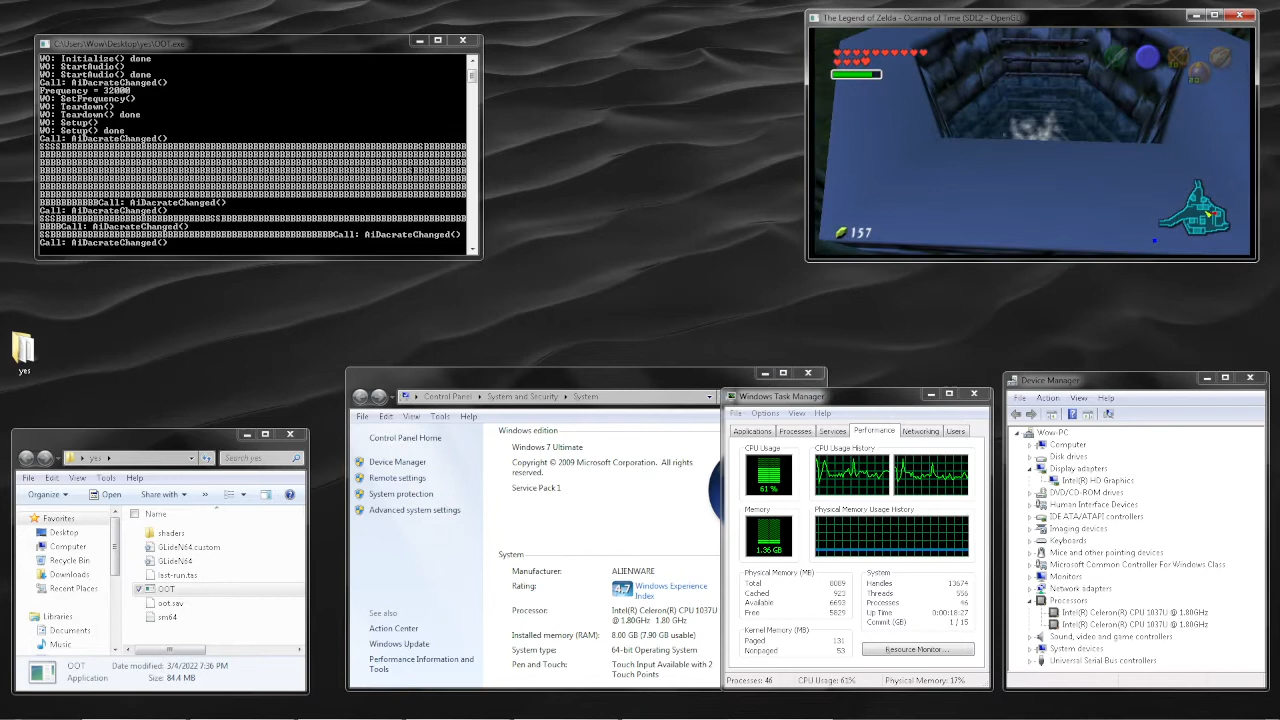 C:\Users\Wow\Desktop\yes\OOT.exe
WO: Initialize() done
WO: StartAudio()
WO: StartAudio() done
Call: AiDacrateChanged()
Frequency = 32000
WO: SetFrequency()
WO: Teardown()
WO: Teardown() done
WO: Setup()
WO: Setup() done
Call: AiDacrateChanged()
Call: AiDacrateChanged()
Call: AiDacrateChanged()
Call: AiDacrateChanged()
Call: AiDacrateChanged()
Call: AiDacrateChanged()
The Legend of Zelda - Ocarina of Time (SDL2 - OpenGL
20
157
yes
yes
Search yes
File Edit View Tools Help
Organize Open Share with »
Favorites
Desktop
Computer
Recycle Bin
Downloads
Recent Places
Libraries
Documents
Music
Name
shaders
GLideN64.custom
GLideN64
last-run.tas
OOT
oot.sav
sm64
OOT Date modified: 3/4/2022 7:36 PM
Application Size: 84.4 MB
Control Panel System and Security System
File Edit View Tools Help
Control Panel Home
Device Manager
Remote settings
System protection
Advanced system settings
See also
Action Center
Windows Update
Performance Information and
Tools
Windows edition
Windows 7 Ultimate
Copyright © 2009 Microsoft Corporation. All
rights reserved.
Service Pack 1
System
Manufacturer: ALIENWARE
Rating: 4.7 Windows Experience
Index
Processor: Intel(R) Celeron(R) CPU 1037U
@ 1.80GHz 1.80 GHz
Installed memory (RAM): 8.00 GB (7.90 GB usable)
System type: 64-bit Operating System
Pen and Touch: Touch Input Available with 2
Touch Points
Windows Task Manager
File Options View Help
Applications Processes Services Performance Networking Users
CPU Usage CPU Usage History
61 %
Memory Physical Memory Usage History
1.36 GB
Physical Memory (MB)
Total 8089
Cached 923
Available 6693
Free 5829
Kernel Memory (MB)
Paged 131
Nonpaged 53
System
Handles 13674
Threads 556
Processes 46
Up Time 0:00:18:27
Commit (GB) 1 / 15
Resource Monitor...
Processes: 46 CPU Usage: 61% Physical Memory: 17%
Device Manager
File Action View Help
Wow-PC
Computer
Disk drives
Display adapters
Intel(R) HD Graphics
DVD/CD-ROM drives
Human Interface Devices
IDE ATA/ATAPI controllers
Imaging devices
Keyboards
Mice and other pointing devices
Microsoft Common Controller For Windows Class
Monitors
Network adapters
Processors
Intel(R) Celeron(R) CPU 1037U @ 1.80GHz
Intel(R) Celeron(R) CPU 1037U @ 1.80GHz
Sound, video and game controllers
System devices
Universal Serial Bus controllers